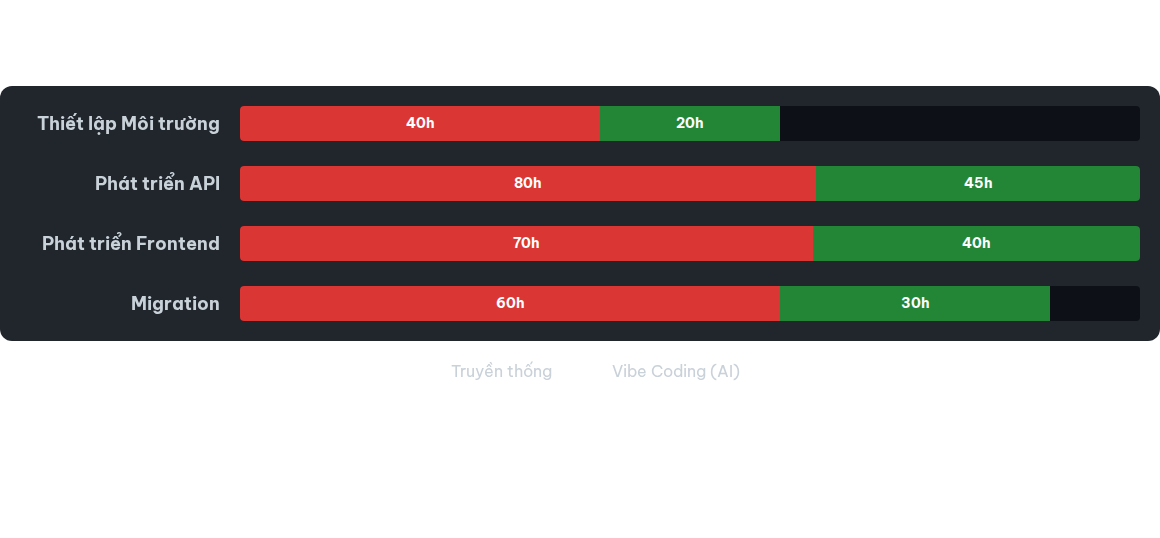 Thiết lập Môi trường 40h 20h
Phát triển API 80h 45h
Phát triển Frontend 70h 40h
Migration 60h 30h
Truyền thống Vibe Coding (AI)